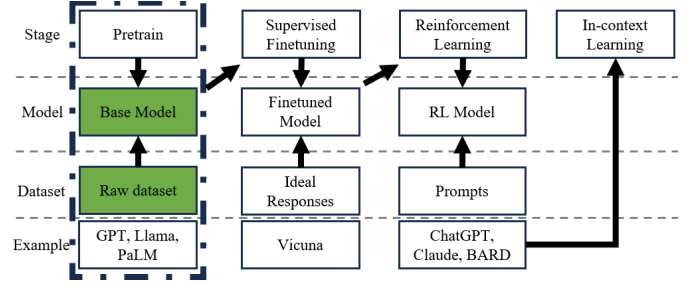 Stage
Pretrain
Supervised
Finetuning
Reinforcement
Learning
In-context
Learning
Model
Base Model
Finetuned
Model
RL Model
Dataset
Raw dataset
Ideal
Responses
Prompts
Example
GPT, Llama,
PaLM
Vicuna
ChatGPT,
Claude, BARD